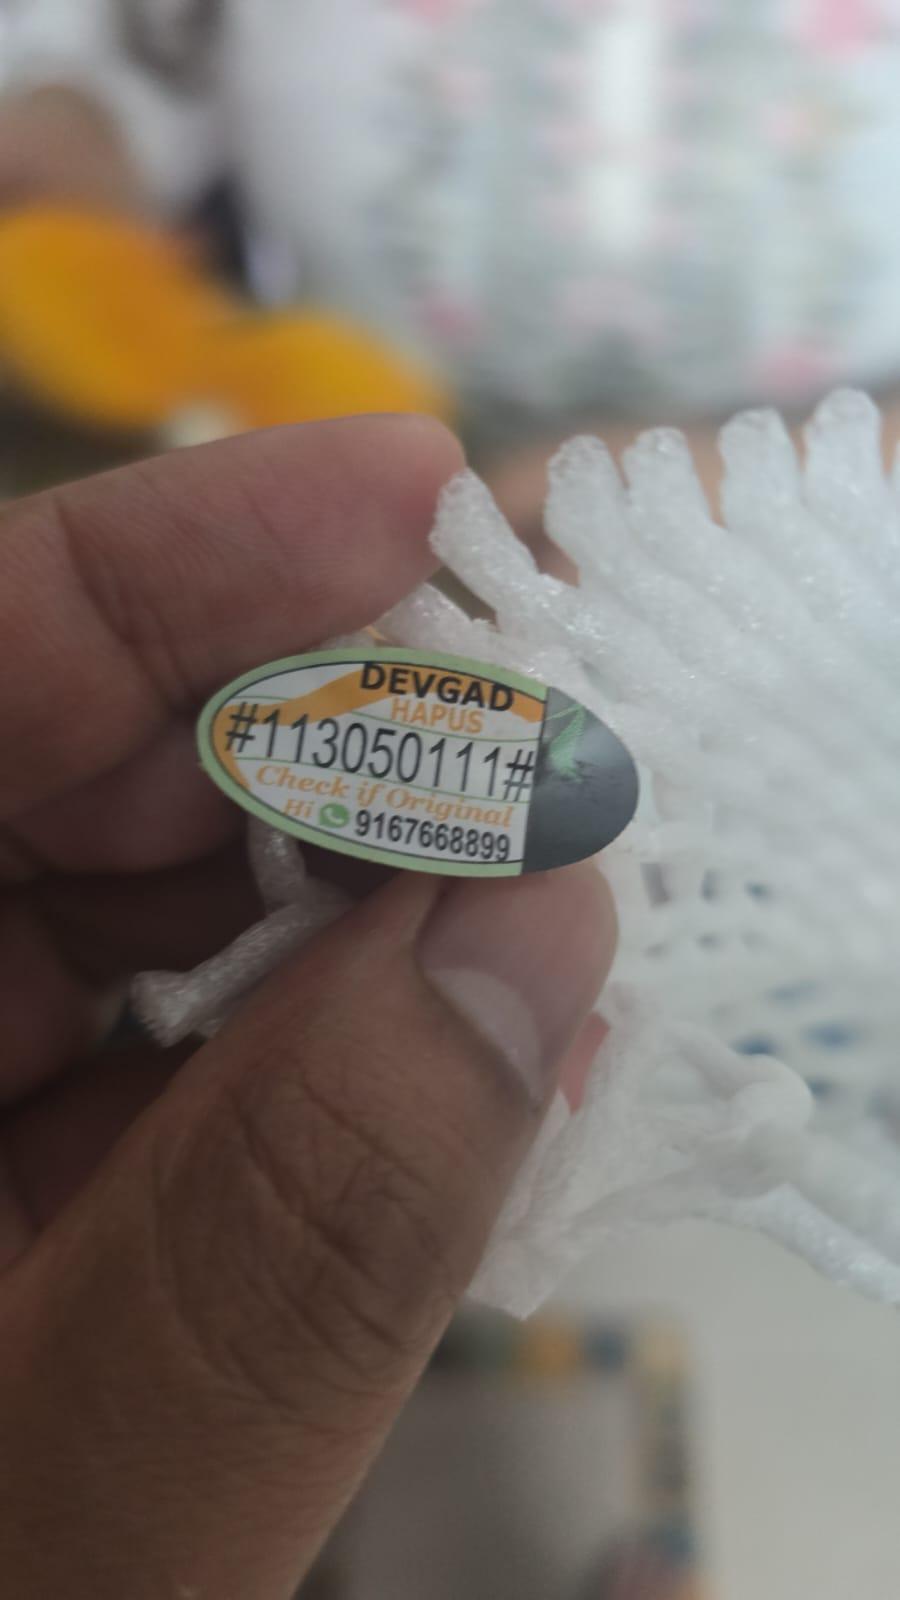 DEVGAD
HAPUS
#113050111#
Check if Original
Hi 9167668899